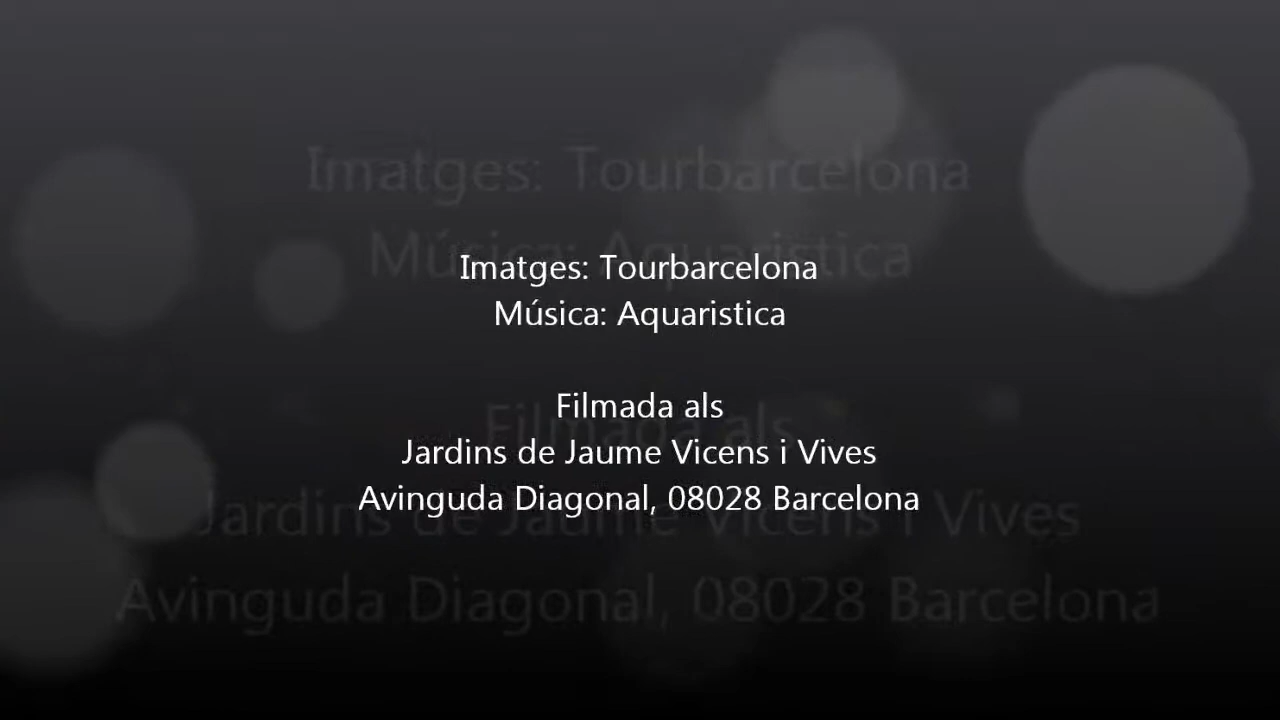 Imatges: Tourbarcelona
Música: Aquaristica
Filmada als
Jardins de Jaume Vicens i Vives
Avinguda Diagonal, 08028 Barcelona